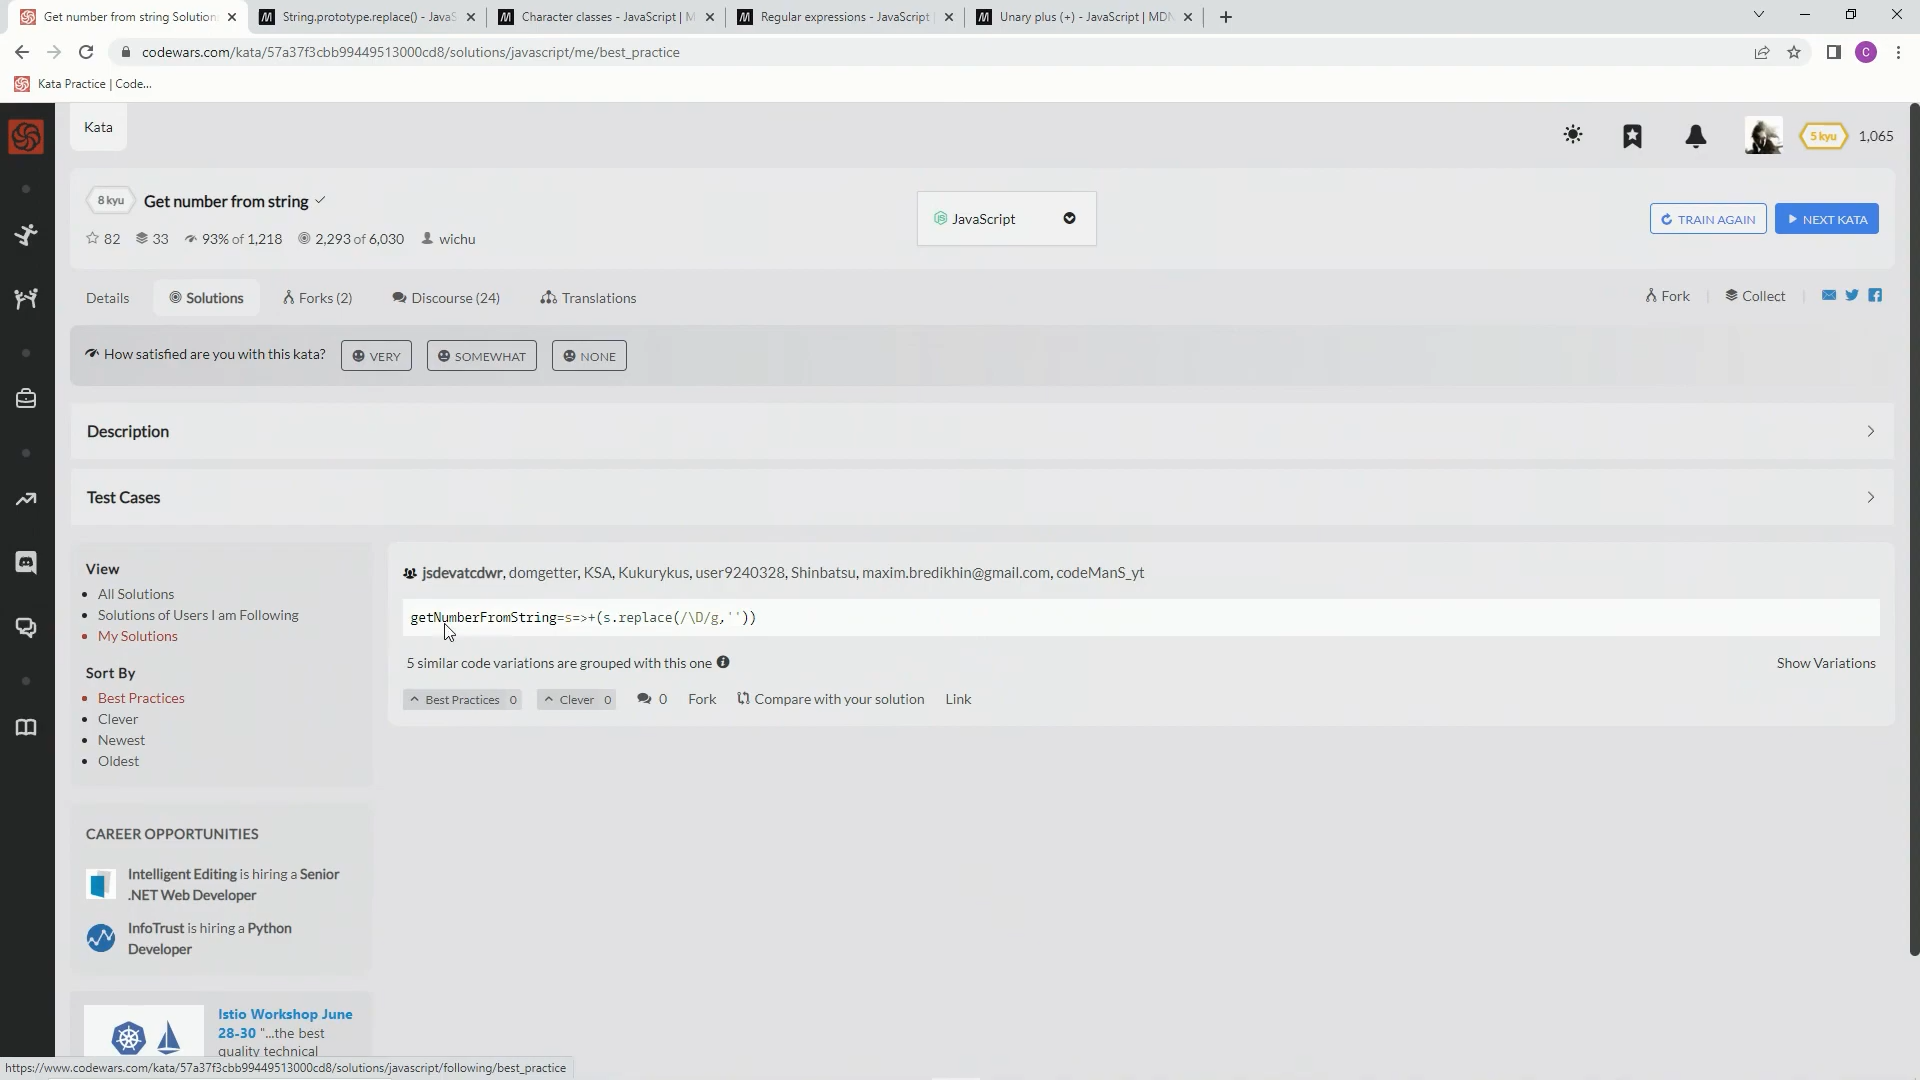 Get number from string Solution
String.prototype.replace() - JavaS
Character classes - JavaScript | M
Regular expressions - JavaScript
Unary plus (+) - JavaScript | MDN
codewars.com/kata/57a37f3cbb99449513000cd8/solutions/javascript/me/best_practice
C
Kata Practice | Code...
Kata
5 kyu
1,065
8 kyu
Get number from string
82
33
93% of 1,218
2,293 of 6,030
wichu
JavaScript
TRAIN AGAIN
NEXT KATA
Details
Solutions
Forks (2)
Discourse (24)
Translations
Fork
Collect
How satisfied are you with this kata?
VERY
SOMEWHAT
NONE
Description
Test Cases
View
All Solutions
Solutions of Users I am Following
My Solutions
Sort By
Best Practices
Clever
Newest
Oldest
jsdevatcdwr, domgetter, KSA, Kukurykus, user9240328, Shinbatsu, maxim.bredikhin@gmail.com, codeManS_yt
getNumberFromString=s=>+(s.replace(/\D/g,''))
5 similar code variations are grouped with this one
Show Variations
Best Practices 0
Clever 0
0
Fork
Compare with your solution
Link
CAREER OPPORTUNITIES
Intelligent Editing is hiring a Senior
.NET Web Developer
InfoTrust is hiring a Python
Developer
Istio Workshop June
28-30 "...the best
quality technical
https://www.codewars.com/kata/57a37f3cbb99449513000cd8/solutions/javascript/following/best_practice